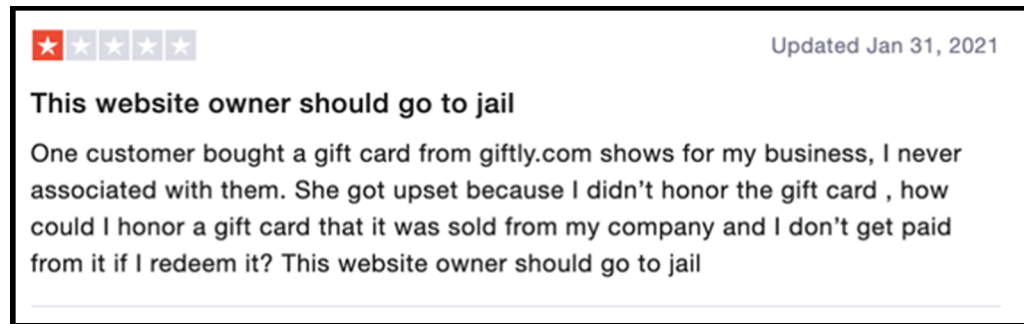 Updated Jan 31, 2021
This website owner should go to jail
One customer bought a gift card from giftly.com shows for my business, I never
associated with them. She got upset because I didn’t honor the gift card , how
could I honor a gift card that it was sold from my company and I don’t get paid
from it if I redeem it? This website owner should go to jail